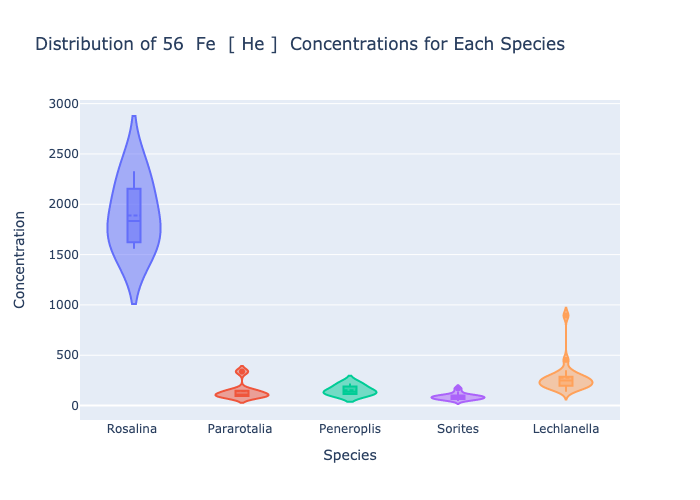 Distribution of 56  Fe  [ He ]  Concentrations for Each Species
3000
2500
2000
1500
1000
500
0
Concentration
Rosalina
Pararotalia
Peneroplis
Sorites
Lechlanella
Species